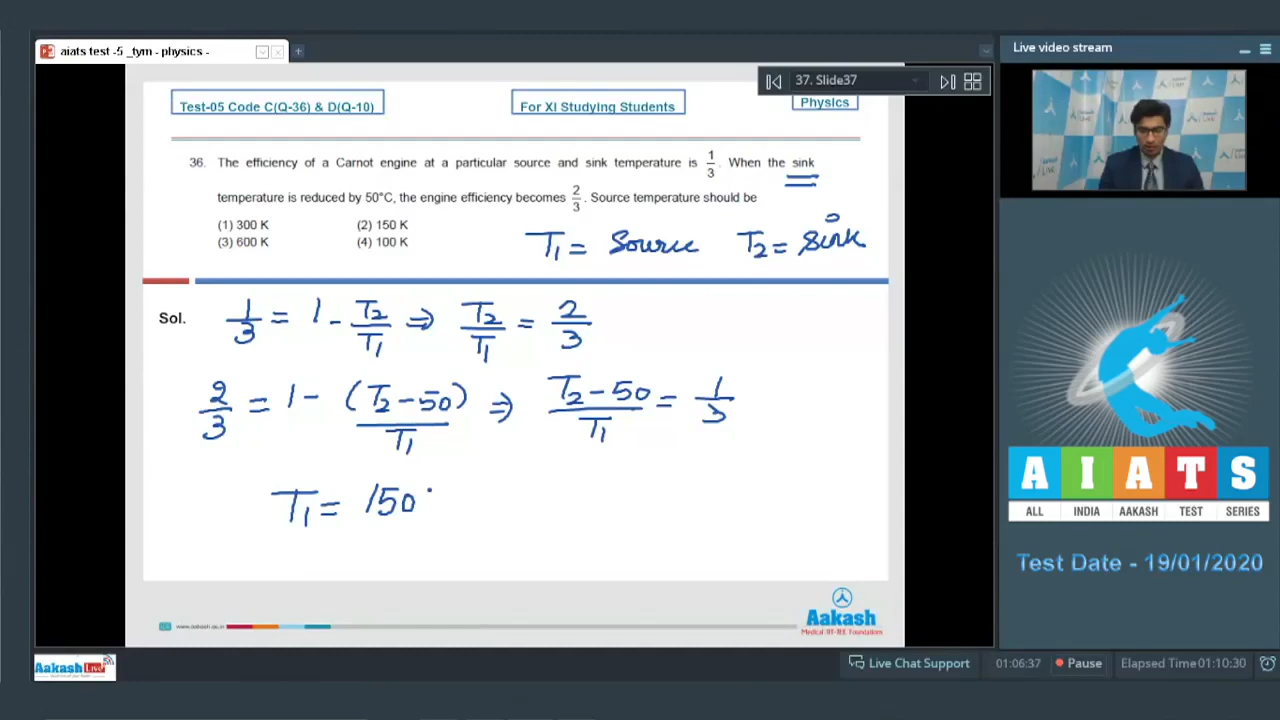 aiats test -5 _tym - physics -
Live video stream
37. Slide37
Test-05 Code C(Q-36) & D(Q-10)
For XI Studying Students
Physics
36. The efficiency of a Carnot engine at a particular source and sink temperature is 1/3. When the sink
temperature is reduced by 50°C, the engine efficiency becomes 2/3. Source temperature should be
(1) 300 K (2) 150 K
(3) 600 K (4) 100 K
T₁ = Source T₂ = Sink
Sol. 1/3 = 1 - T₂/T₁ ⇒ T₂/T₁ = 2/3
2/3 = 1 - (T₂-50)/T₁ ⇒ T₂-50/T₁ = 1/3
T₁ = 150
AIATS
ALL INDIA AAKASH TEST SERIES
Test Date - 19/01/2020
www.aakash.ac.in
Aakash
Medical IIT-JEE Foundations
Aakash Live
Live Chat Support
01:06:37
Pause
Elapsed Time 01:10:30